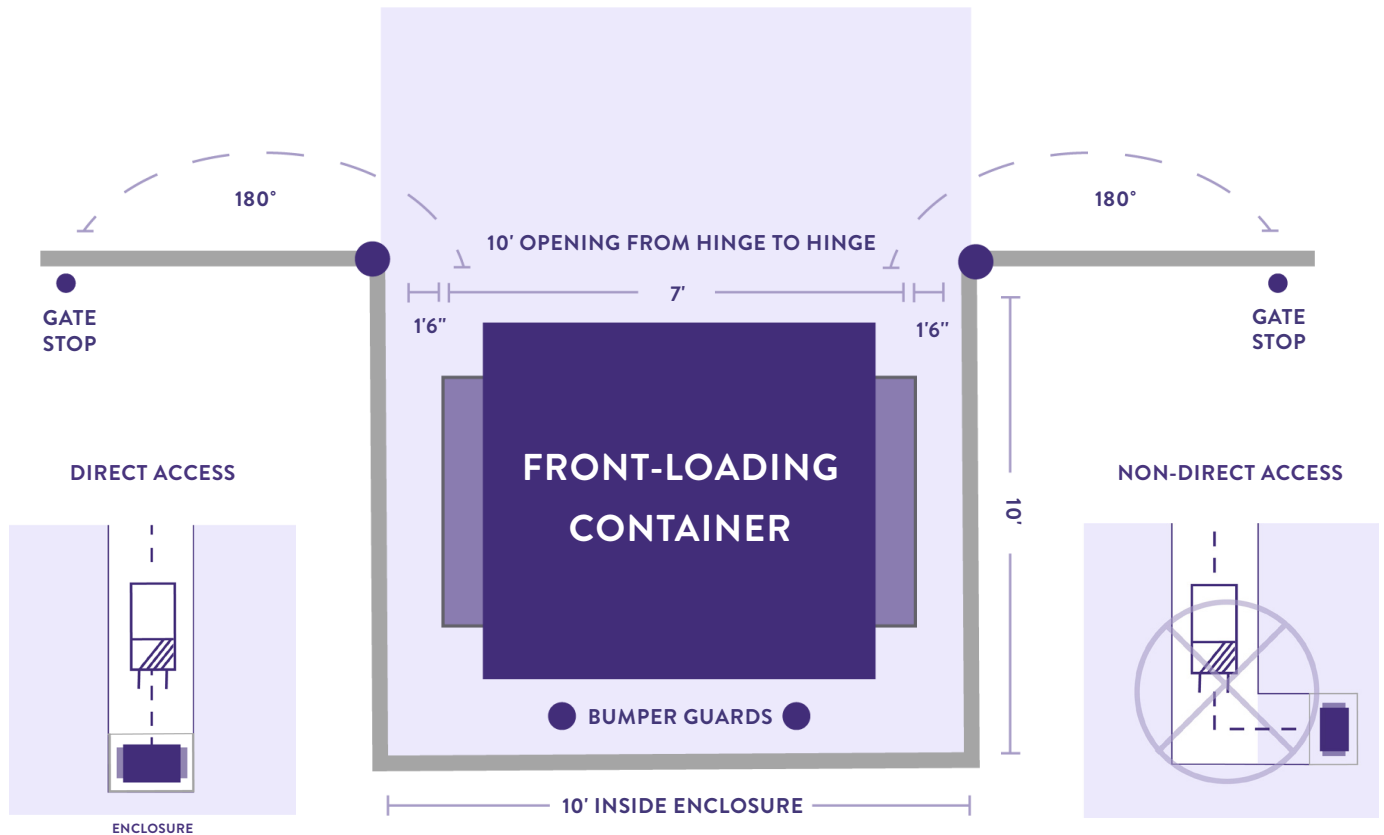 180°
180°
10' OPENING FROM HINGE TO HINGE
7'
1'6"
1'6"
GATE
STOP
GATE
STOP
FRONT-LOADING
CONTAINER
10'
DIRECT ACCESS
NON-DIRECT ACCESS
BUMPER GUARDS
10' INSIDE ENCLOSURE
ENCLOSURE